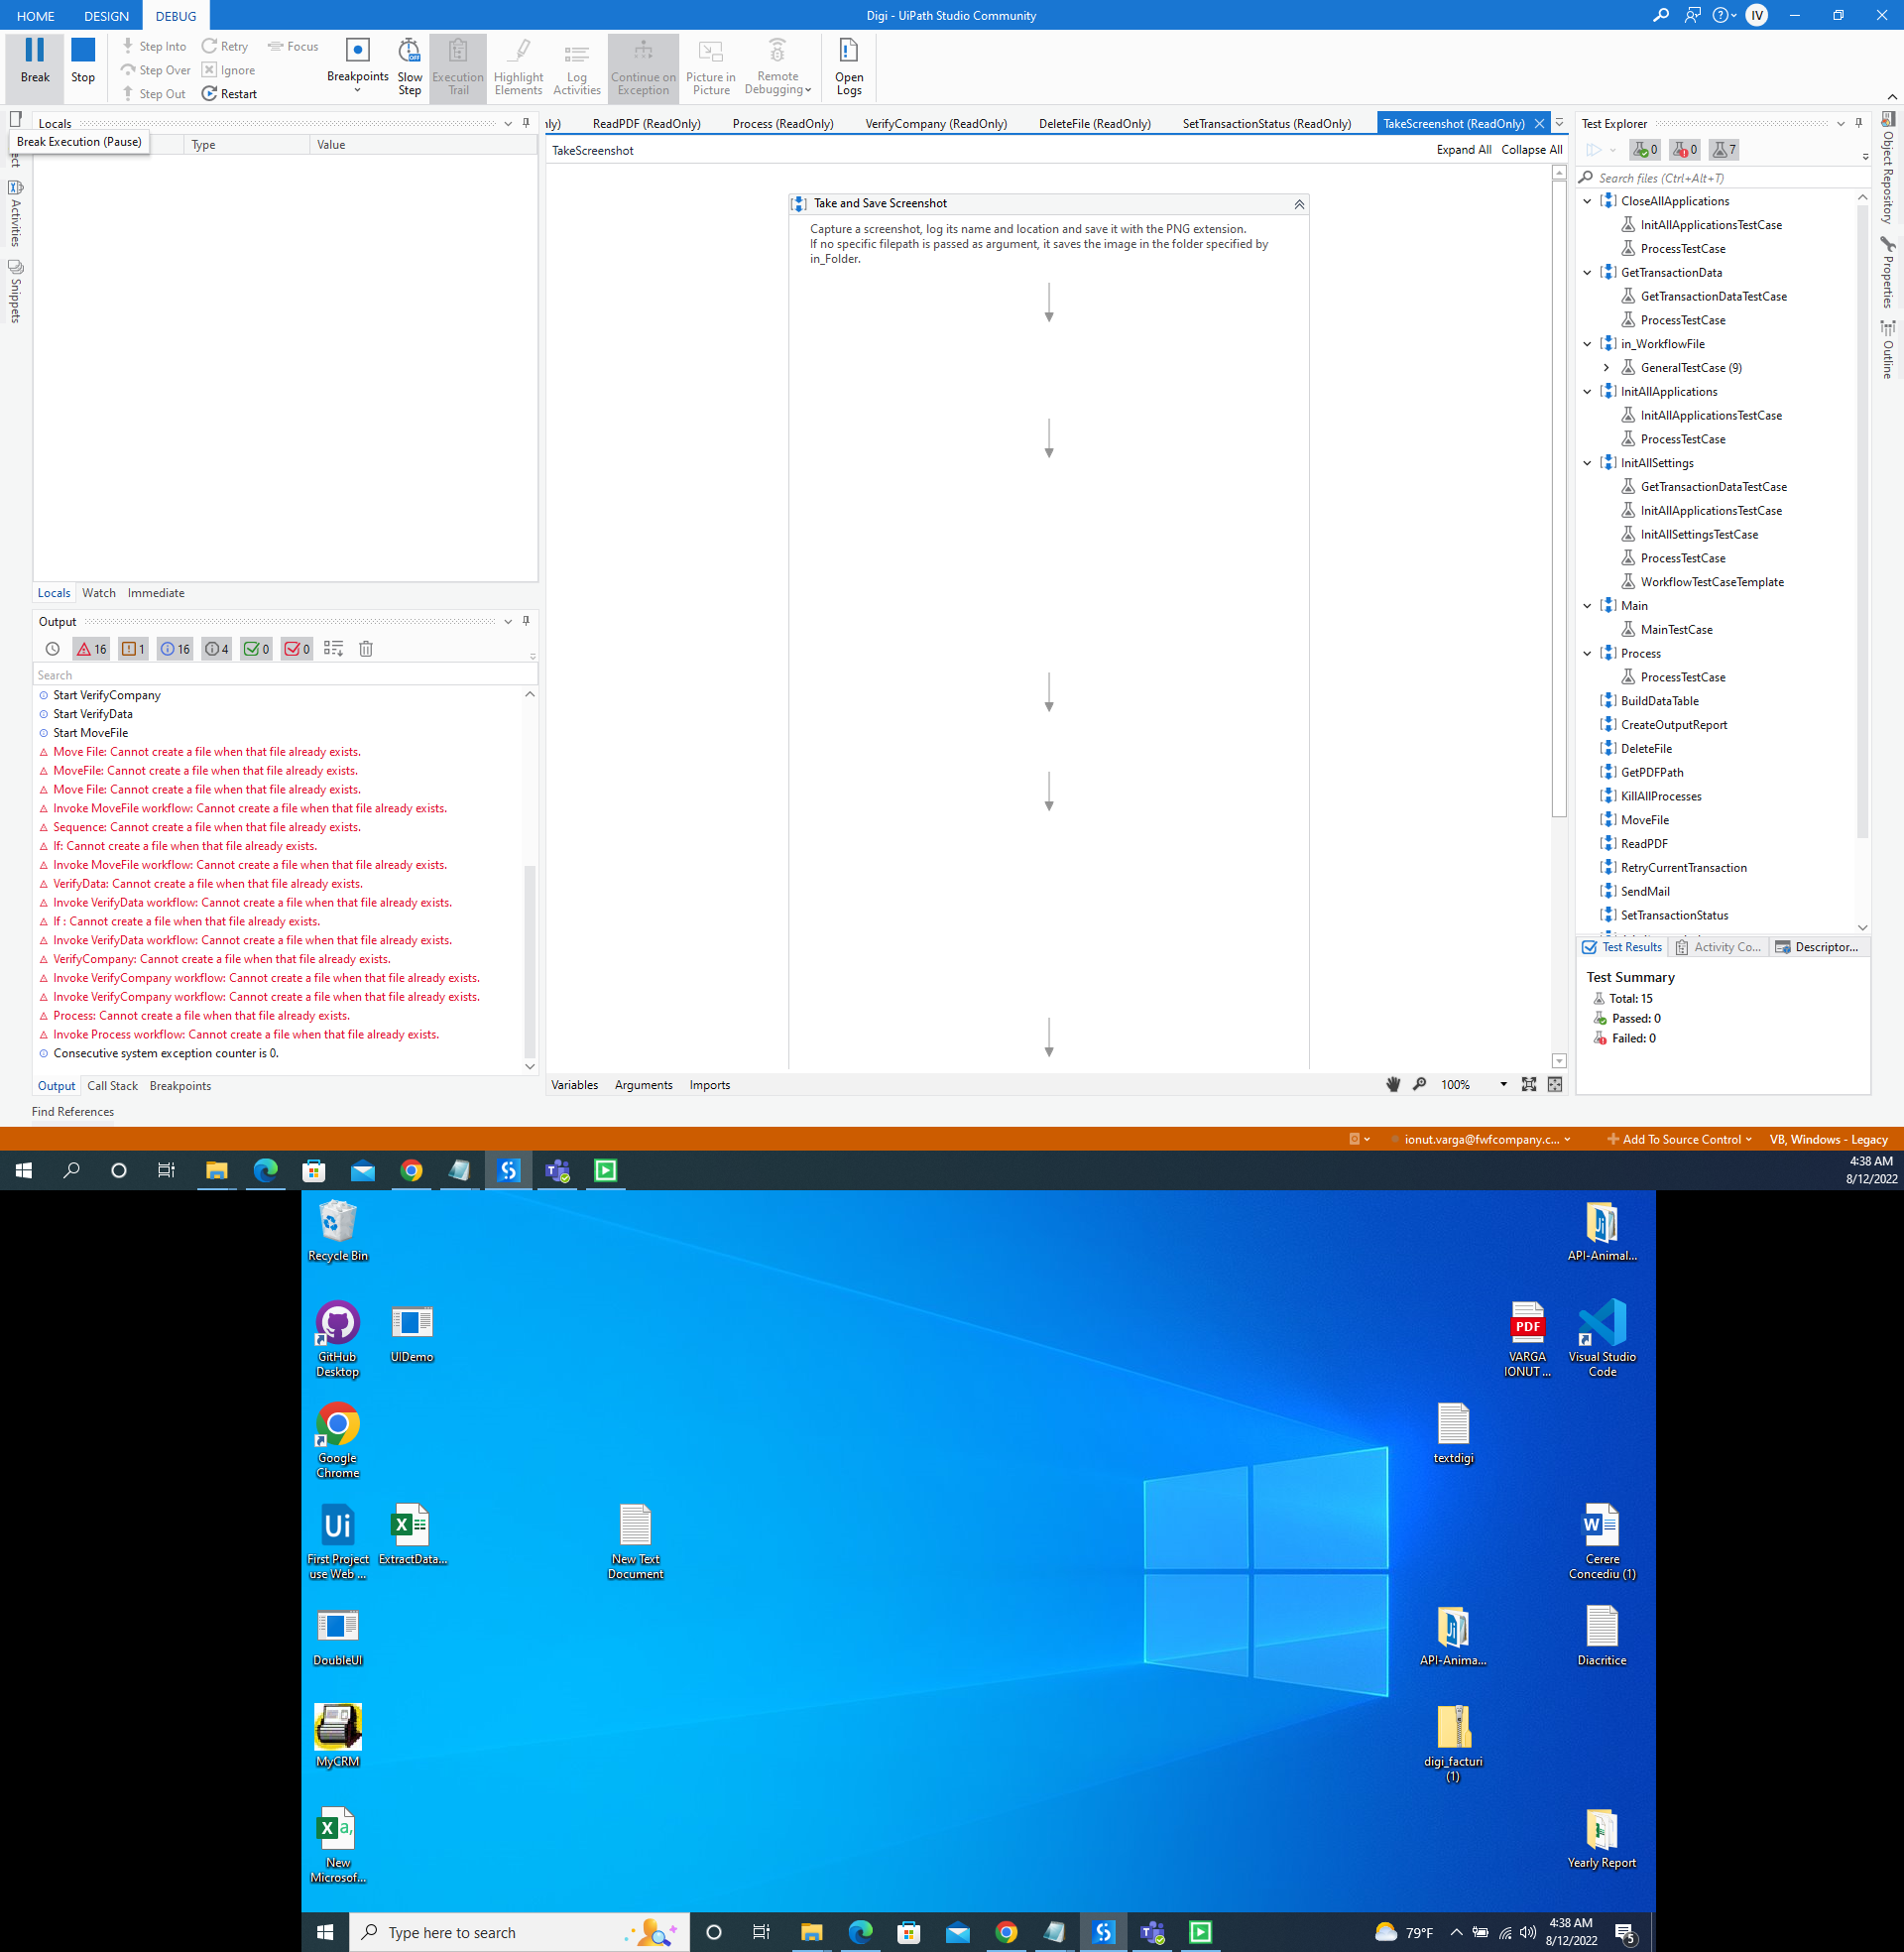 HOME DESIGN DEBUG
Digi - UiPath Studio Community
IV
Break
Stop
Step Into
Step Over
Step Out
Retry
Ignore
Restart
Focus
Breakpoints
Slow Step
Execution Trail
Highlight Elements
Log Activities
Continue on Exception
Picture in Picture
Remote Debugging
Open Logs
Locals
Break Execution (Pause)
Type Value
Activities
Snippets
Locals Watch Immediate
ReadPDF (ReadOnly) Process (ReadOnly) VerifyCompany (ReadOnly) DeleteFile (ReadOnly) SetTransactionStatus (ReadOnly) TakeScreenshot (ReadOnly)
TakeScreenshot
Expand All Collapse All
Take and Save Screenshot
Capture a screenshot, log its name and location and save it with the PNG extension.
If no specific filepath is passed as argument, it saves the image in the folder specified by
in_Folder.
Output
16 1 16 4 0 0
Search
Start VerifyCompany
Start VerifyData
Start MoveFile
Move File: Cannot create a file when that file already exists.
MoveFile: Cannot create a file when that file already exists.
Move File: Cannot create a file when that file already exists.
Invoke MoveFile workflow: Cannot create a file when that file already exists.
Sequence: Cannot create a file when that file already exists.
If: Cannot create a file when that file already exists.
Invoke MoveFile workflow: Cannot create a file when that file already exists.
VerifyData: Cannot create a file when that file already exists.
Invoke VerifyData workflow: Cannot create a file when that file already exists.
If : Cannot create a file when that file already exists.
Invoke VerifyData workflow: Cannot create a file when that file already exists.
VerifyCompany: Cannot create a file when that file already exists.
Invoke VerifyCompany workflow: Cannot create a file when that file already exists.
Invoke VerifyCompany workflow: Cannot create a file when that file already exists.
Process: Cannot create a file when that file already exists.
Invoke Process workflow: Cannot create a file when that file already exists.
Consecutive system exception counter is 0.
Output Call Stack Breakpoints
Find References
Variables Arguments Imports
100%
Test Explorer
0 0 7
Search files (Ctrl+Alt+T)
CloseAllApplications
InitAllApplicationsTestCase
ProcessTestCase
GetTransactionData
GetTransactionDataTestCase
ProcessTestCase
in_WorkflowFile
GeneralTestCase (9)
InitAllApplications
InitAllApplicationsTestCase
ProcessTestCase
InitAllSettings
GetTransactionDataTestCase
InitAllApplicationsTestCase
InitAllSettingsTestCase
ProcessTestCase
WorkflowTestCaseTemplate
Main
MainTestCase
Process
ProcessTestCase
BuildDataTable
CreateOutputReport
DeleteFile
GetPDFPath
KillAllProcesses
MoveFile
ReadPDF
RetryCurrentTransaction
SendMail
SetTransactionStatus
Test Results Activity Co... Descriptor...
Test Summary
Total: 15
Passed: 0
Failed: 0
Object Repository
Properties
Outline
ionut.varga@fwfcompany.c...
Add To Source Control
VB, Windows - Legacy
4:38 AM
8/12/2022
Recycle Bin
API-Animal...
GitHub
Desktop
UIDemo
PDF
VARGA
IONUT ...
Visual Studio
Code
Google
Chrome
textdigi
Ui
First Project
use Web ...
ExtractData...
New Text
Document
Cerere
Concediu (1)
DoubleUI
API-Anima...
Diacritice
MyCRM
digi_facturi
(1)
New
Microsof...
Yearly Report
Type here to search
79°F
4:38 AM
8/12/2022
5